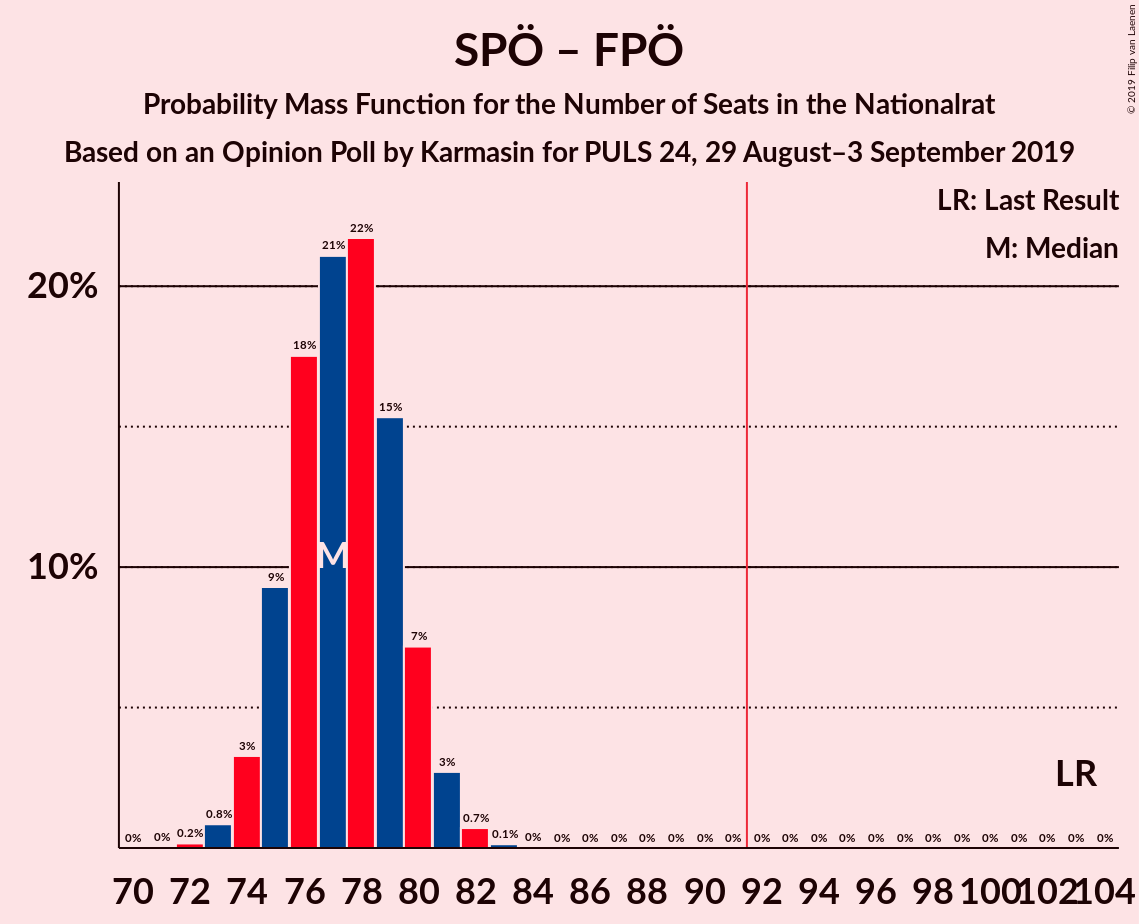 SPÖ – FPÖ
Probability Mass Function for the Number of Seats in the Nationalrat
Based on an Opinion Poll by Karmasin for PULS 24, 29 August–3 September 2019
© 2019 Filip van Laenen
LR: Last Result
M: Median
20%
10%
0% 0% 0.2% 0.8% 3% 9% 18% 21% 22% 15% 7% 3% 0.7% 0.1% 0% 0% 0% 0% 0% 0% 0% 0% 0% 0% 0% 0% 0% 0% 0% 0% 0% 0% 0% 0% 0%
M
LR
70 72 74 76 78 80 82 84 86 88 90 92 94 96 98 100 102 104